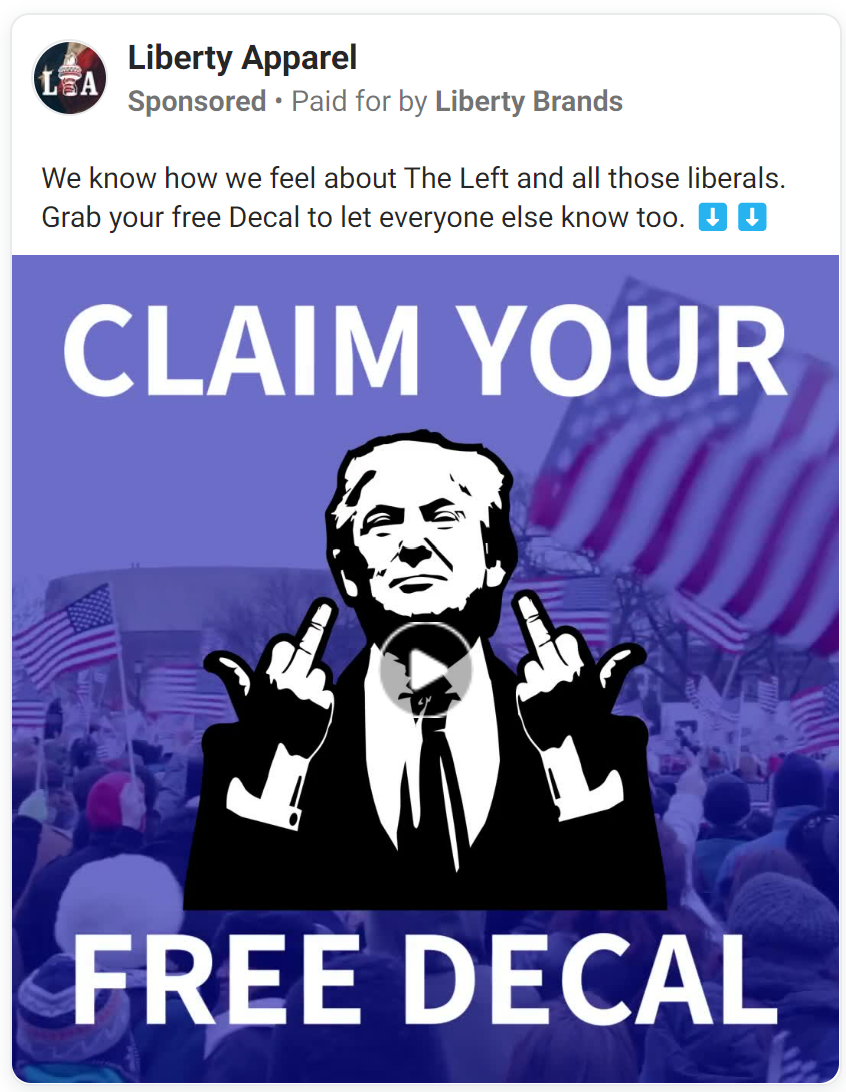 L A
Liberty Apparel
Sponsored • Paid for by Liberty Brands
We know how we feel about The Left and all those liberals.
Grab your free Decal to let everyone else know too. ⬇️ ⬇️
CLAIM YOUR
FREE DECAL